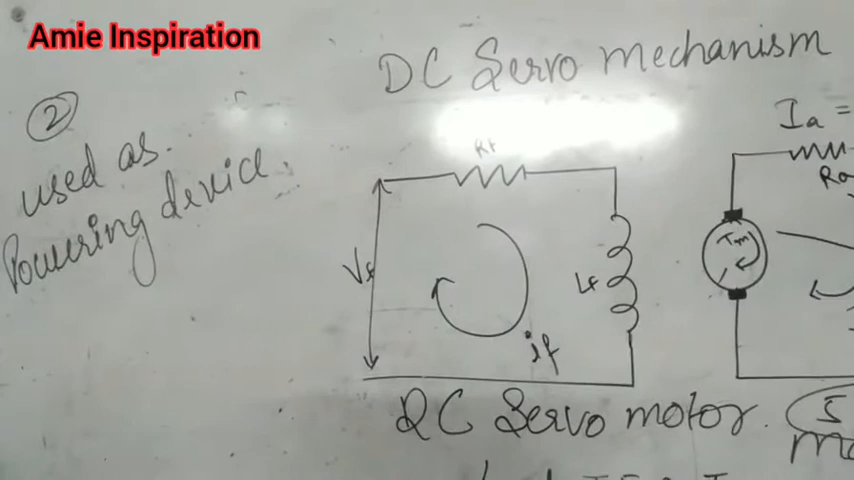 Amie Inspiration
DC Servo mechanism
2
used as.
Powering device.
Rf
Vf
Lf
if
Ia =
Ra
Tm
DC Servo motor.